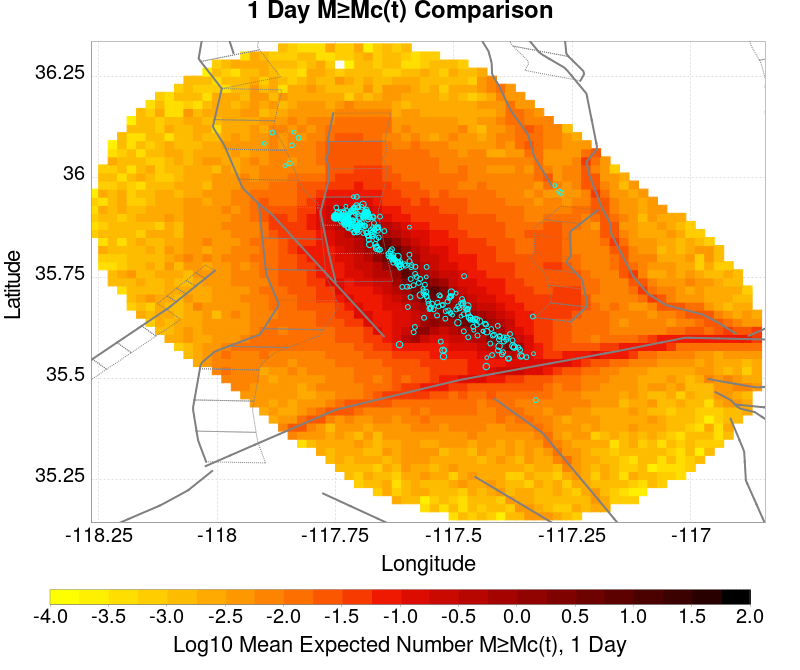 1 Day M≥Mc(t) Comparison
36.25
36
35.75
35.5
35.25
Latitude
-118.25 -118 -117.75 -117.5 -117.25 -117
Longitude
-4.0 -3.5 -3.0 -2.5 -2.0 -1.5 -1.0 -0.5 0.0 0.5 1.0 1.5 2.0
Log10 Mean Expected Number M≥Mc(t), 1 Day